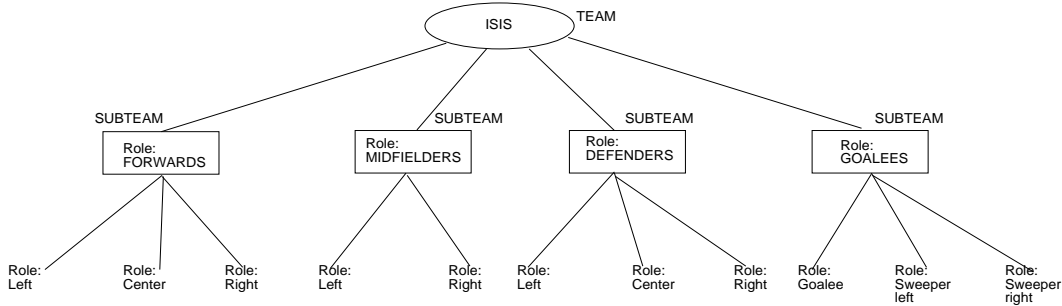 ISIS
TEAM
SUBTEAM
Role:
FORWARDS
SUBTEAM
Role:
MIDFIELDERS
SUBTEAM
Role:
DEFENDERS
SUBTEAM
Role:
GOALEES
Role:
Left
Role:
Center
Role:
Right
Role:
Left
Role:
Right
Role:
Left
Role:
Center
Role:
Right
Role:
Goalee
Role:
Sweeper
left
Role:
Sweeper
right